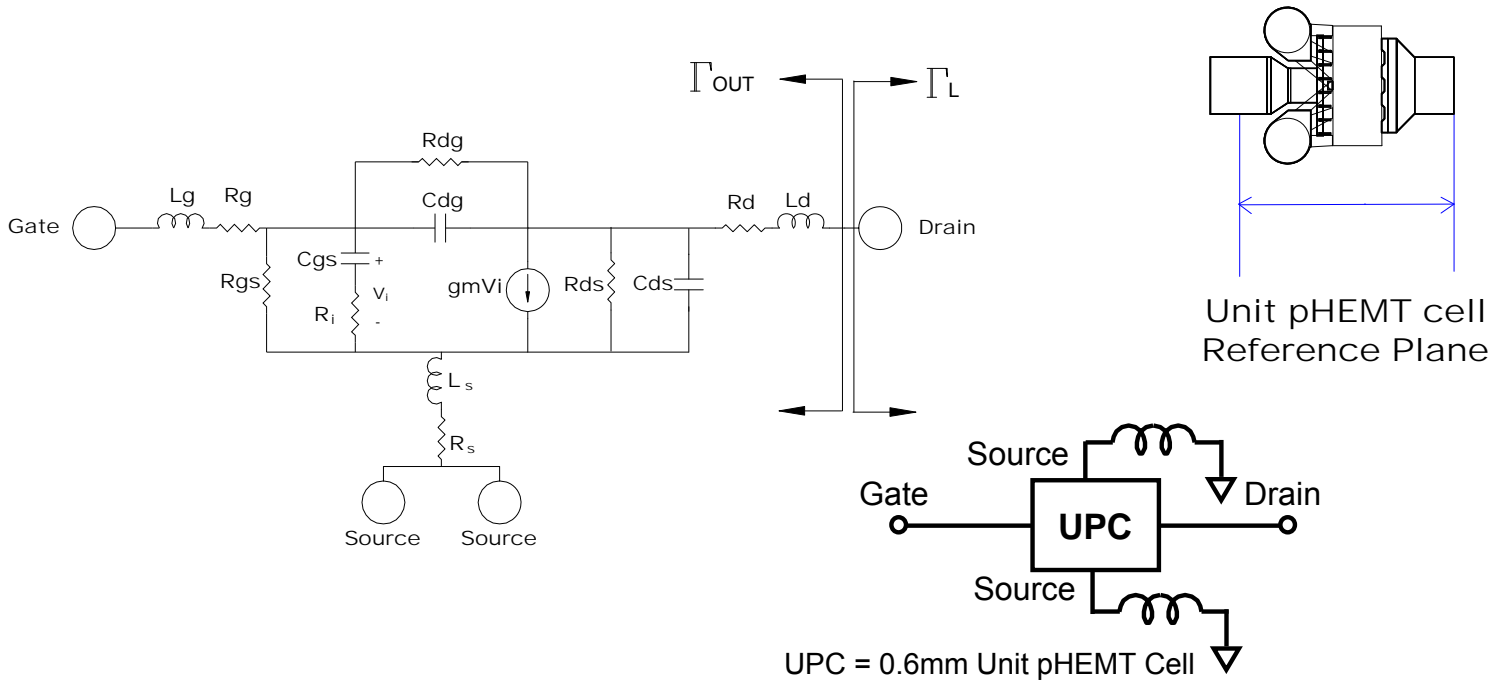 ΓOUT
ΓL
Rdg
Lg
Rg
Cdg
Rd
Ld
Gate
Drain
Cgs
+
Rgs
Vi
gmVi
Rds
Cds
Ri
-
Ls
Rs
Source
Source
Unit pHEMT cell
Reference Plane
Source
Gate
Drain
UPC
Source
UPC = 0.6mm Unit pHEMT Cell